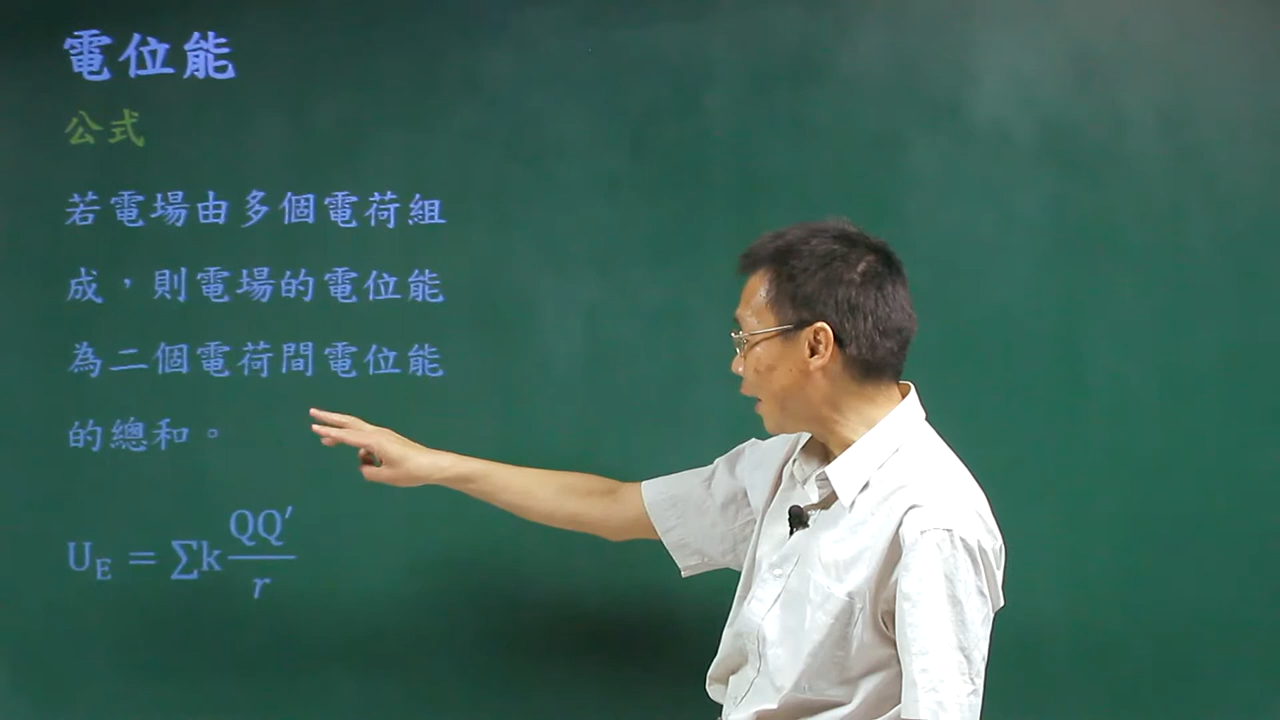 電位能
公式
若電場由多個電荷組
成，則電場的電位能
為二個電荷間電位能
的總和。
U_E = ∑k QQ′/r